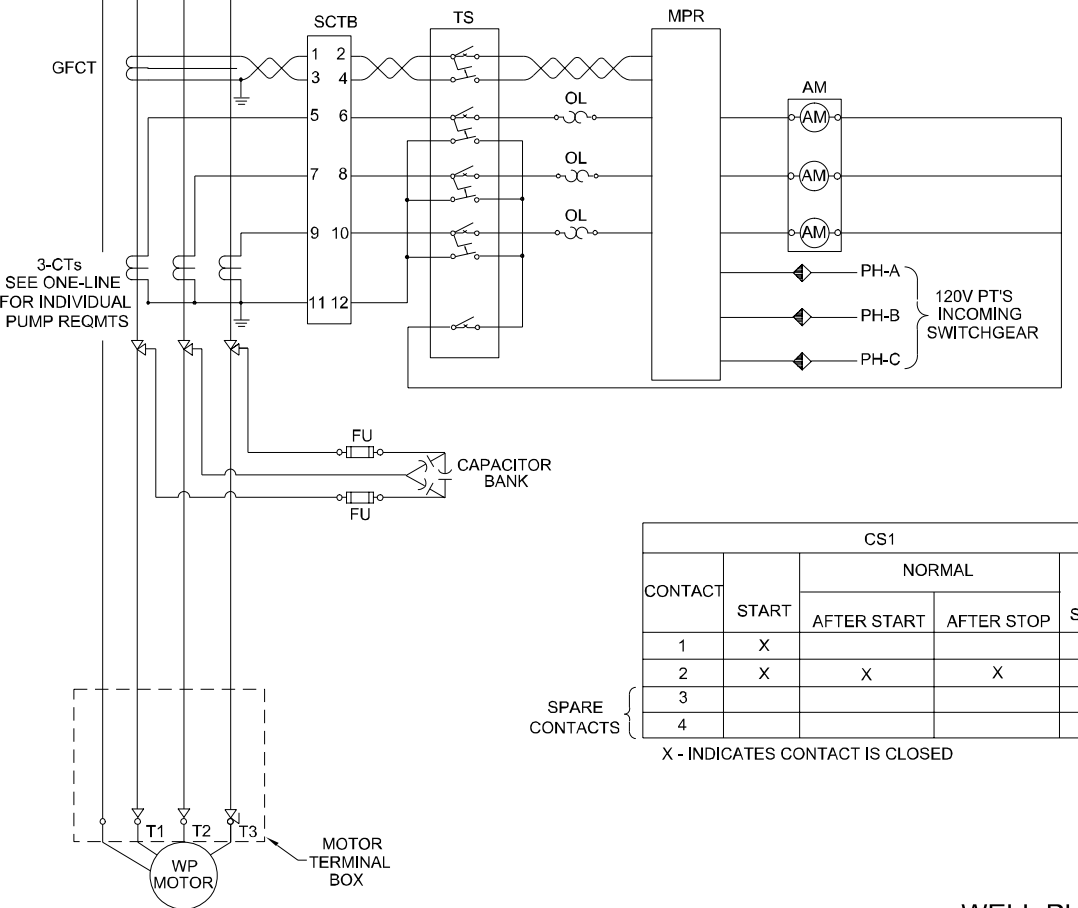 SCTB
TS
MPR
GFCT
1 2
3 4
OL
AM
5 6
AM
OL
7 8
AM
OL
9 10
AM
3-CTs
SEE ONE-LINE
FOR INDIVIDUAL
PUMP REQMTS
11 12
PH-A
PH-B
PH-C
120V PT'S
INCOMING
SWITCHGEAR
FU
CAPACITOR
BANK
FU
CS1
CONTACT
START
NORMAL
AFTER START
AFTER STOP
S
1 X
2 X X X
3
4
SPARE
CONTACTS
X - INDICATES CONTACT IS CLOSED
T1 T2 T3
WP
MOTOR
MOTOR
TERMINAL
BOX